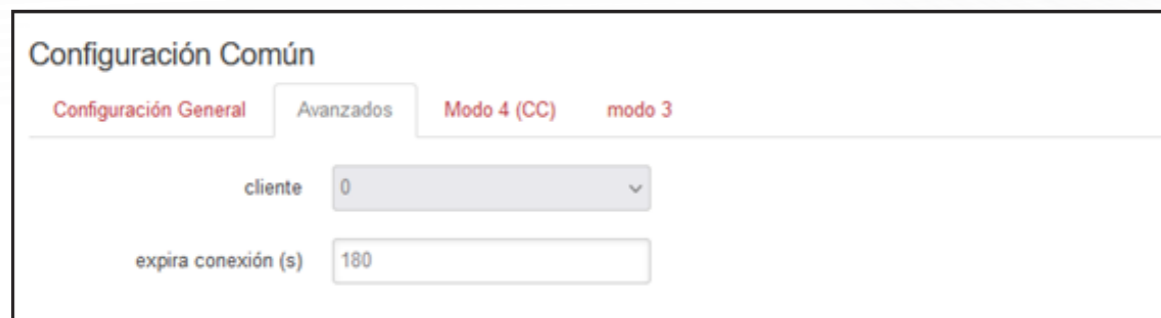 Configuración Común
Configuración General Avanzados Modo 4 (CC) modo 3
cliente 0
expira conexión (s) 180